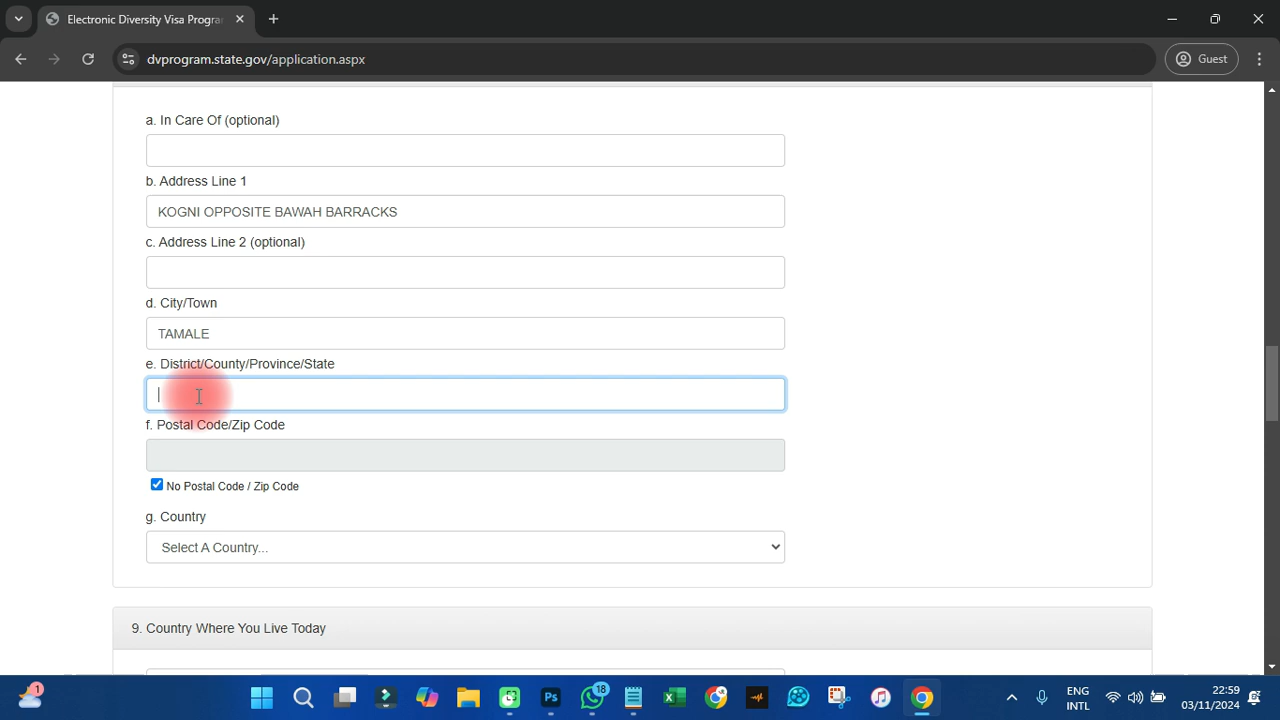 Electronic Diversity Visa Progra
dvprogram.state.gov/application.aspx
Guest
a. In Care Of (optional)
b. Address Line 1
KOGNI OPPOSITE BAWAH BARRACKS
c. Address Line 2 (optional)
d. City/Town
TAMALE
e. District/County/Province/State
f. Postal Code/Zip Code
No Postal Code / Zip Code
g. Country
Select A Country...
9. Country Where You Live Today
1
Ps
18
ENG
INTL
22:59
03/11/2024